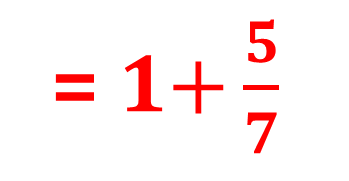 = 1 + 5/7